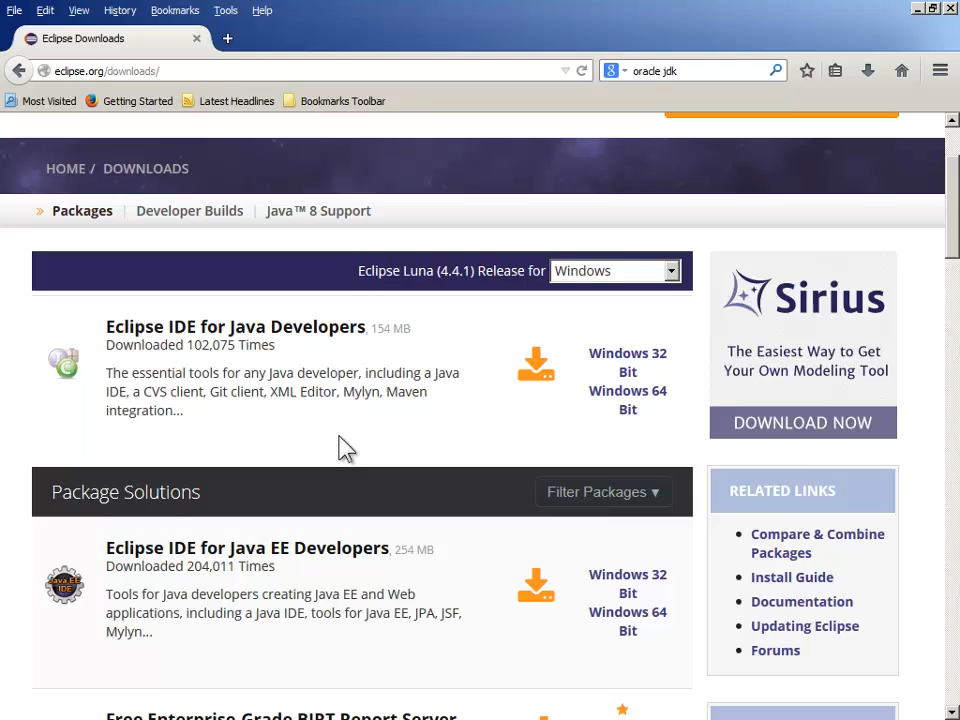 File Edit View History Bookmarks Tools Help
Eclipse Downloads
eclipse.org/downloads/
oracle jdk
Most Visited Getting Started Latest Headlines Bookmarks Toolbar
HOME / DOWNLOADS
Packages Developer Builds Java™ 8 Support
Eclipse Luna (4.4.1) Release for Windows
Eclipse IDE for Java Developers, 154 MB
Downloaded 102,075 Times
The essential tools for any Java developer, including a Java
IDE, a CVS client, Git client, XML Editor, Mylyn, Maven
integration...
Windows 32
Bit
Windows 64
Bit
Sirius
The Easiest Way to Get
Your Own Modeling Tool
DOWNLOAD NOW
Package Solutions
Filter Packages ▾
Eclipse IDE for Java EE Developers, 254 MB
Downloaded 204,011 Times
Tools for Java developers creating Java EE and Web
applications, including a Java IDE, tools for Java EE, JPA, JSF,
Mylyn...
Java EE
IDE
Windows 32
Bit
Windows 64
Bit
RELATED LINKS
Compare & Combine
Packages
Install Guide
Documentation
Updating Eclipse
Forums
Free Enterprise-Grade BIRT Report Server